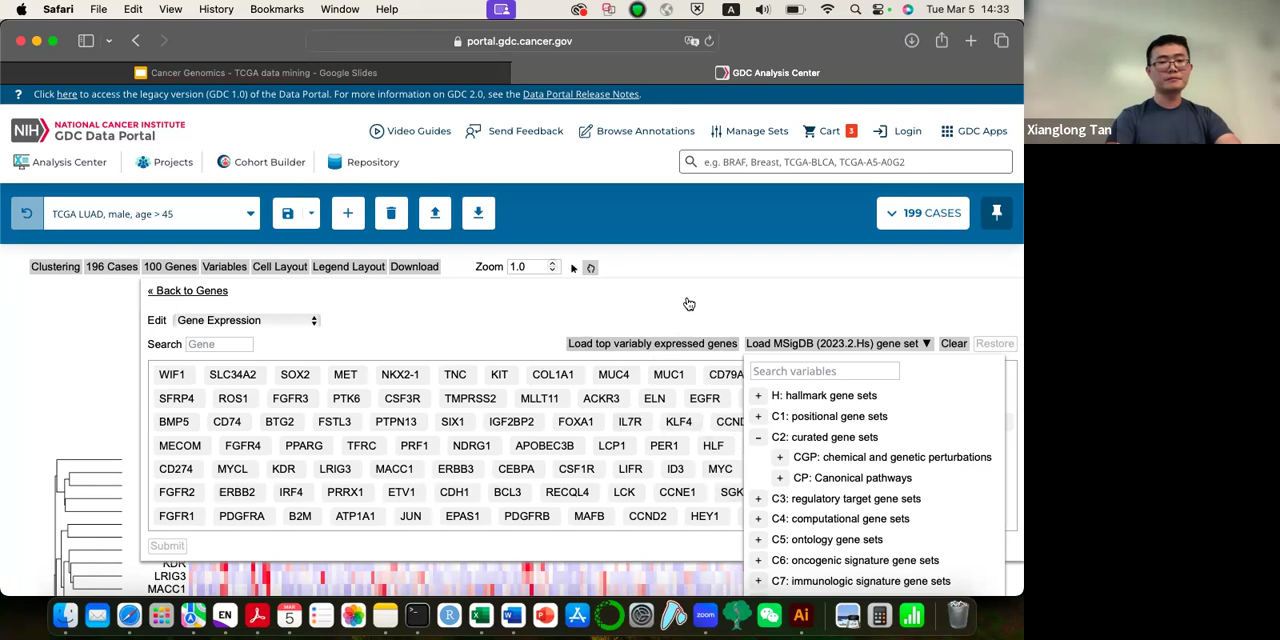 Safari File Edit View History Bookmarks Window Help A Tue Mar 5 14:33
portal.gdc.cancer.gov
Cancer Genomics - TCGA data mining - Google Slides GDC Analysis Center
? Click here to access the legacy version (GDC 1.0) of the Data Portal. For more information on GDC 2.0, see the Data Portal Release Notes.
NIH NATIONAL CANCER INSTITUTE
GDC Data Portal
Video Guides Send Feedback Browse Annotations Manage Sets Cart 3 Login GDC Apps
Analysis Center Projects Cohort Builder Repository
e.g. BRAF, Breast, TCGA-BLCA, TCGA-A5-A0G2
TCGA LUAD, male, age > 45 199 CASES
Clustering 196 Cases 100 Genes Variables Cell Layout Legend Layout Download Zoom 1.0
« Back to Genes
Edit Gene Expression
Search Gene Load top variably expressed genes Load MSigDB (2023.2.Hs) gene set ▼ Clear Restore
WIF1 SLC34A2 SOX2 MET NKX2-1 TNC KIT COL1A1 MUC4 MUC1 CD79A
SFRP4 ROS1 FGFR3 PTK6 CSF3R TMPRSS2 MLLT11 ACKR3 ELN EGFR
BMP5 CD74 BTG2 FSTL3 PTPN13 SIX1 IGF2BP2 FOXA1 IL7R KLF4 CCND
MECOM FGFR4 PPARG TFRC PRF1 NDRG1 APOBEC3B LCP1 PER1 HLF
CD274 MYCL KDR LRIG3 MACC1 ERBB3 CEBPA CSF1R LIFR ID3 MYC
FGFR2 ERBB2 IRF4 PRRX1 ETV1 CDH1 BCL3 RECQL4 LCK CCNE1 SGK
FGFR1 PDGFRA B2M ATP1A1 JUN EPAS1 PDGFRB MAFB CCND2 HEY1
Submit
Search variables
+ H: hallmark gene sets
+ C1: positional gene sets
- C2: curated gene sets
+ CGP: chemical and genetic perturbations
+ CP: Canonical pathways
+ C3: regulatory target gene sets
+ C4: computational gene sets
+ C5: ontology gene sets
+ C6: oncogenic signature gene sets
+ C7: immunologic signature gene sets
KDR
LRIG3
MACC1
MAR
5 EN R zoom Ai
Xianglong Tan